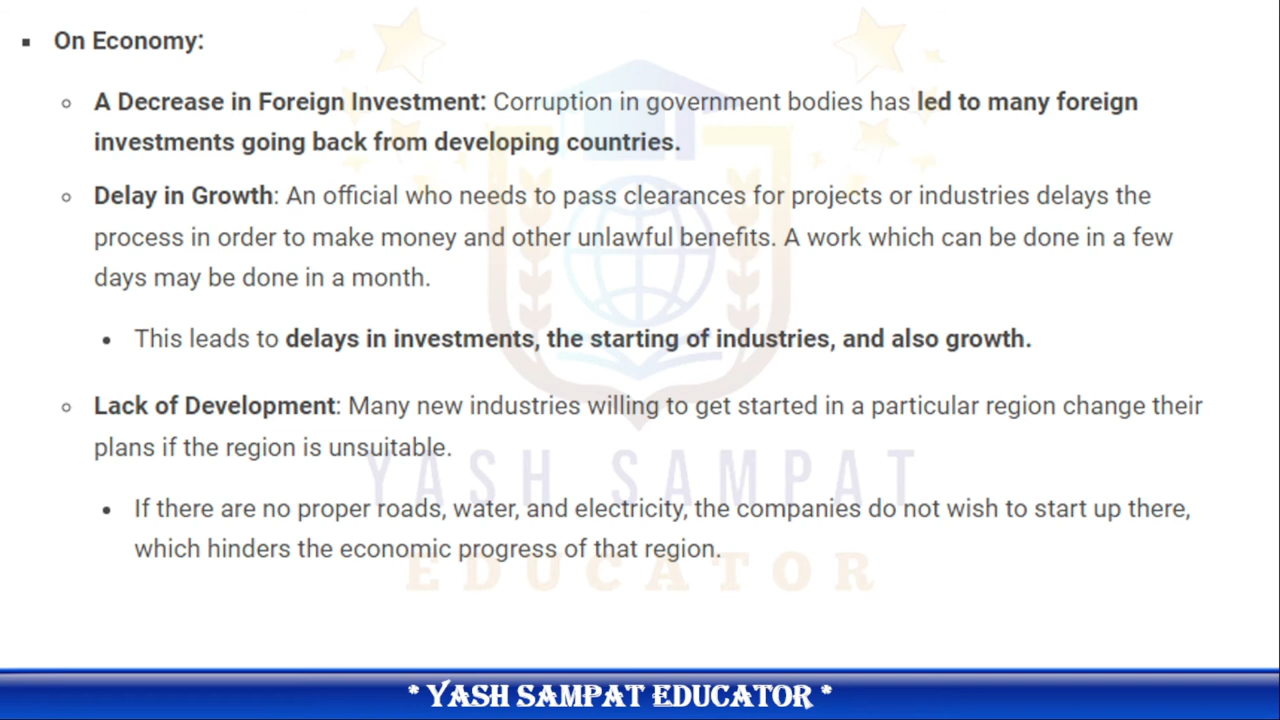 ▪ On Economy:
○ A Decrease in Foreign Investment: Corruption in government bodies has led to many foreign
investments going back from developing countries.
○ Delay in Growth: An official who needs to pass clearances for projects or industries delays the
process in order to make money and other unlawful benefits. A work which can be done in a few
days may be done in a month.
• This leads to delays in investments, the starting of industries, and also growth.
○ Lack of Development: Many new industries willing to get started in a particular region change their
plans if the region is unsuitable.
YASH SAMPAT
• If there are no proper roads, water, and electricity, the companies do not wish to start up there,
which hinders the economic progress of that region.
EDUCATOR
* YASH SAMPAT EDUCATOR *